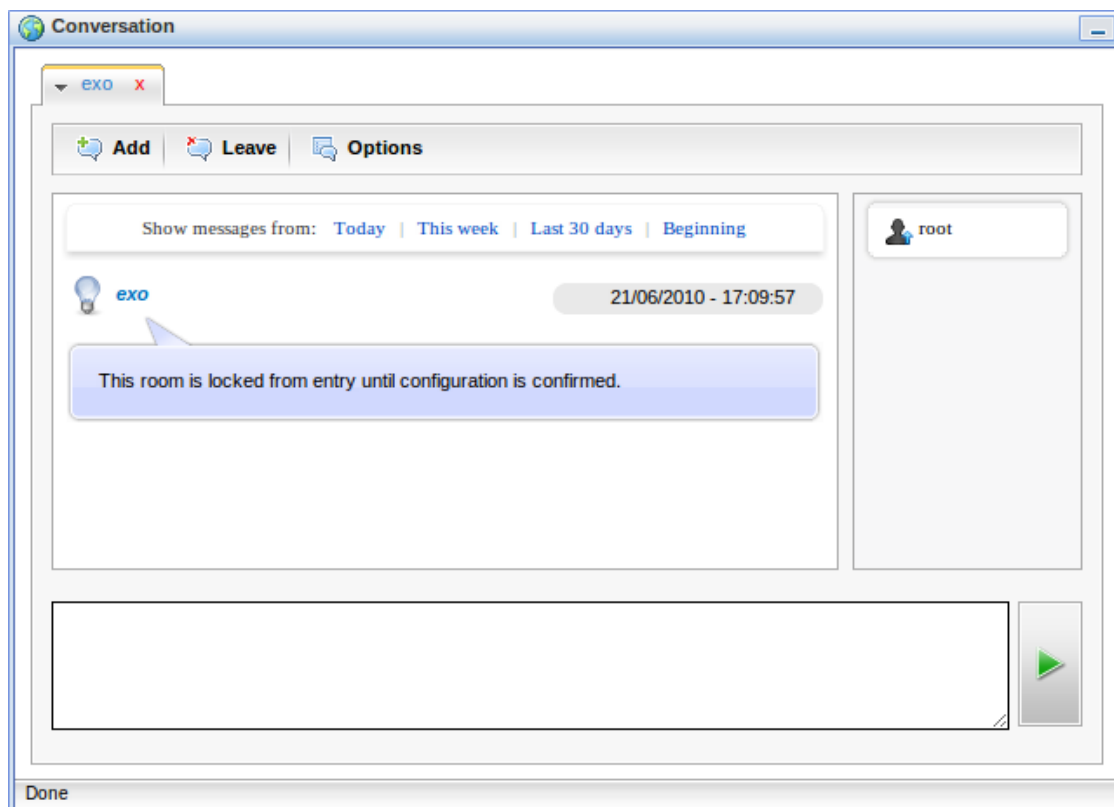 Conversation
exo x
Add Leave Options
Show messages from: Today | This week | Last 30 days | Beginning
root
exo 21/06/2010 - 17:09:57
This room is locked from entry until configuration is confirmed.
Done